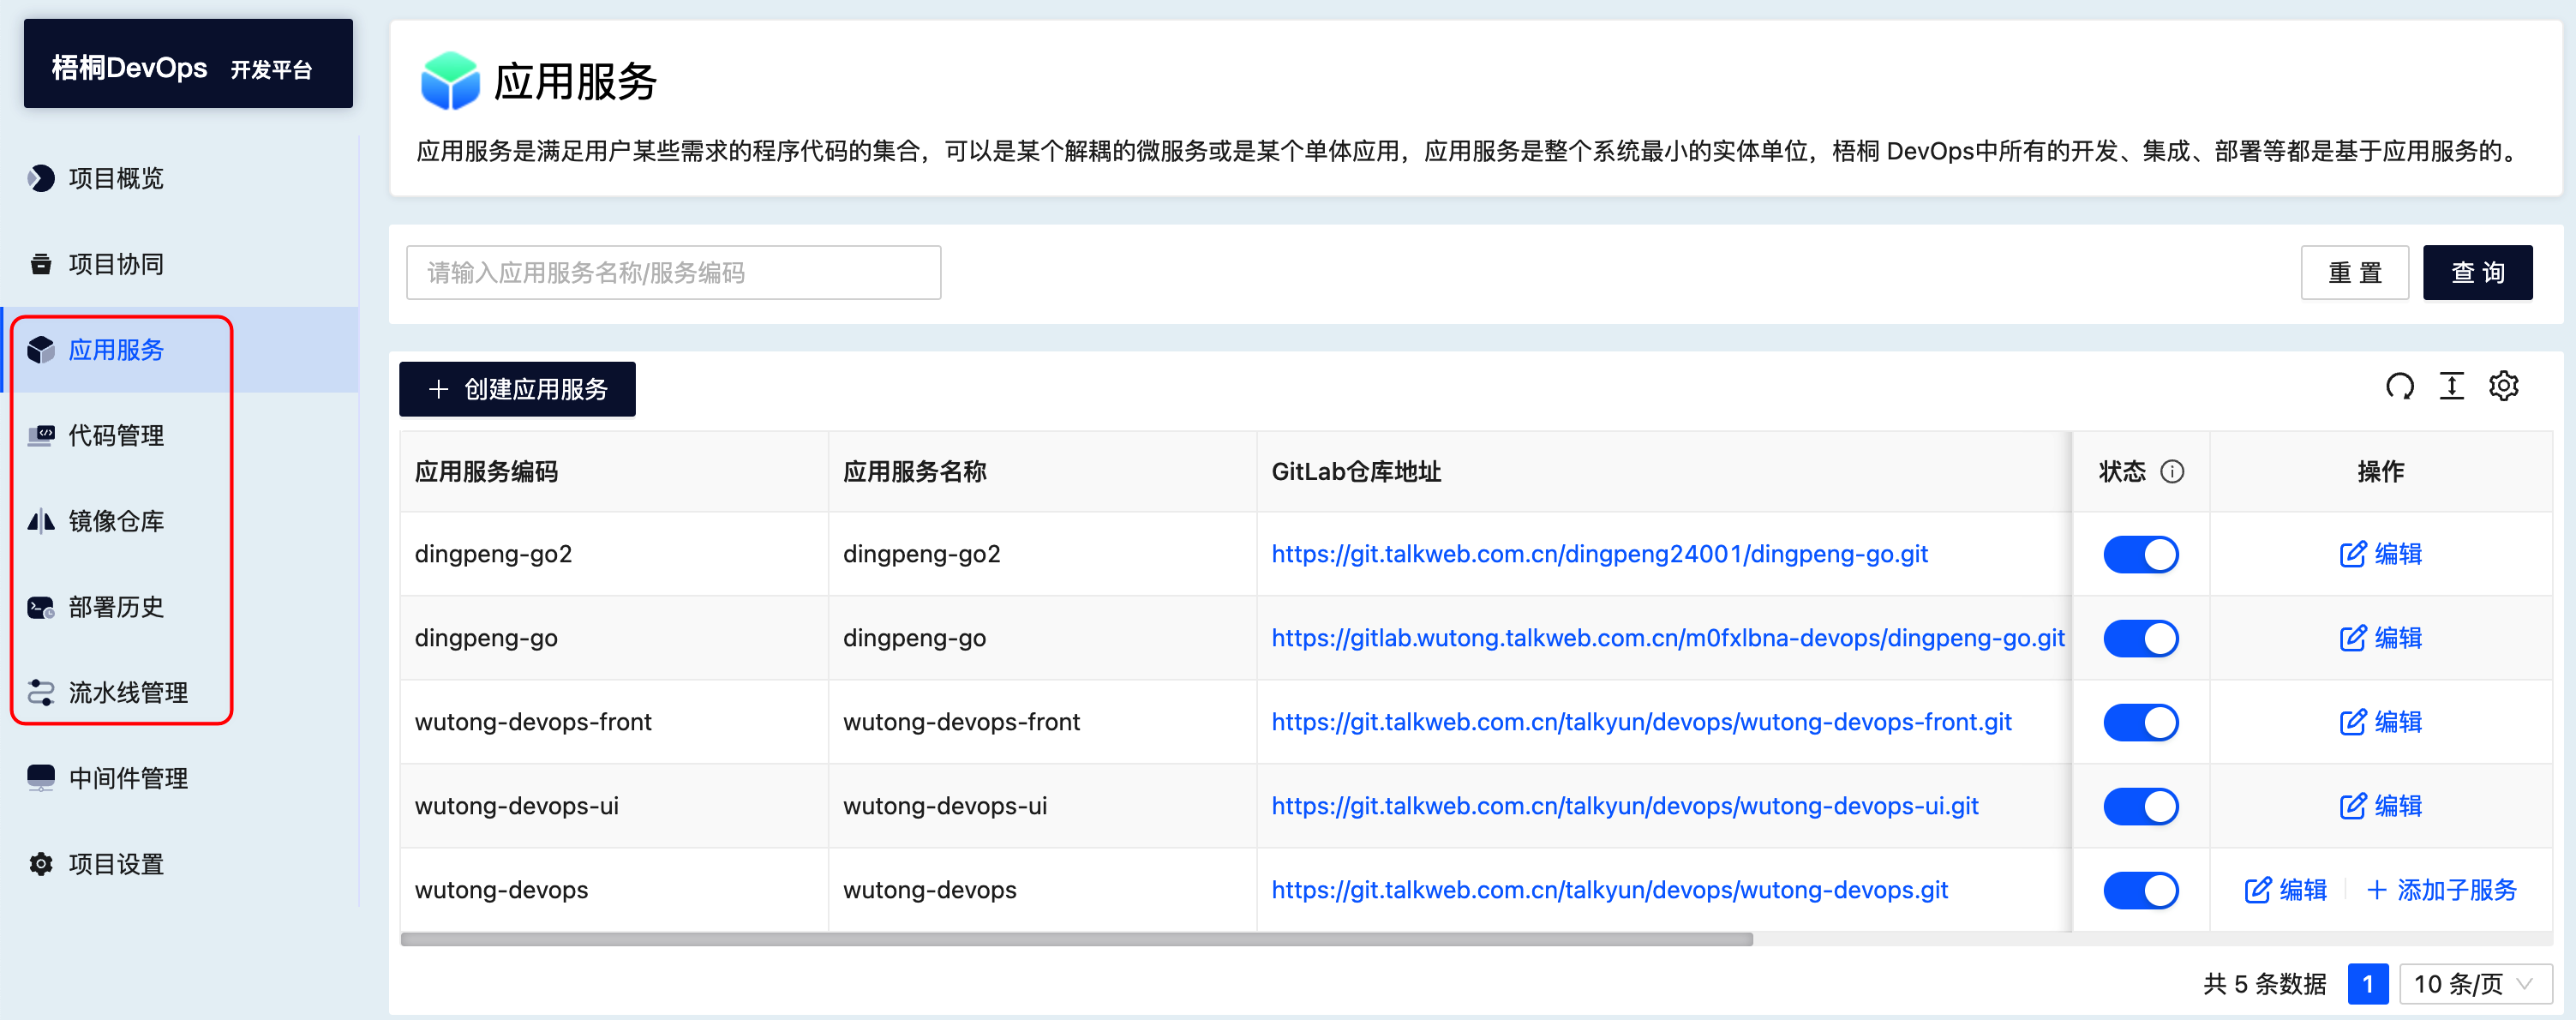 梧桐DevOps 开发平台
项目概览
项目协同
应用服务
代码管理
镜像仓库
部署历史
流水线管理
中间件管理
项目设置
应用服务
应用服务是满足用户某些需求的程序代码的集合，可以是某个解耦的微服务或是某个单体应用，应用服务是整个系统最小的实体单位，梧桐 DevOps中所有的开发、集成、部署等都是基于应用服务的。
请输入应用服务名称/服务编码
重 置
查 询
创建应用服务
应用服务编码 应用服务名称 GitLab仓库地址 状态 操作
dingpeng-go2 dingpeng-go2 https://git.talkweb.com.cn/dingpeng24001/dingpeng-go.git 编辑
dingpeng-go dingpeng-go https://gitlab.wutong.talkweb.com.cn/m0fxlbna-devops/dingpeng-go.git 编辑
wutong-devops-front wutong-devops-front https://git.talkweb.com.cn/talkyun/devops/wutong-devops-front.git 编辑
wutong-devops-ui wutong-devops-ui https://git.talkweb.com.cn/talkyun/devops/wutong-devops-ui.git 编辑
wutong-devops wutong-devops https://git.talkweb.com.cn/talkyun/devops/wutong-devops.git 编辑 添加子服务
共 5 条数据 1 10 条/页